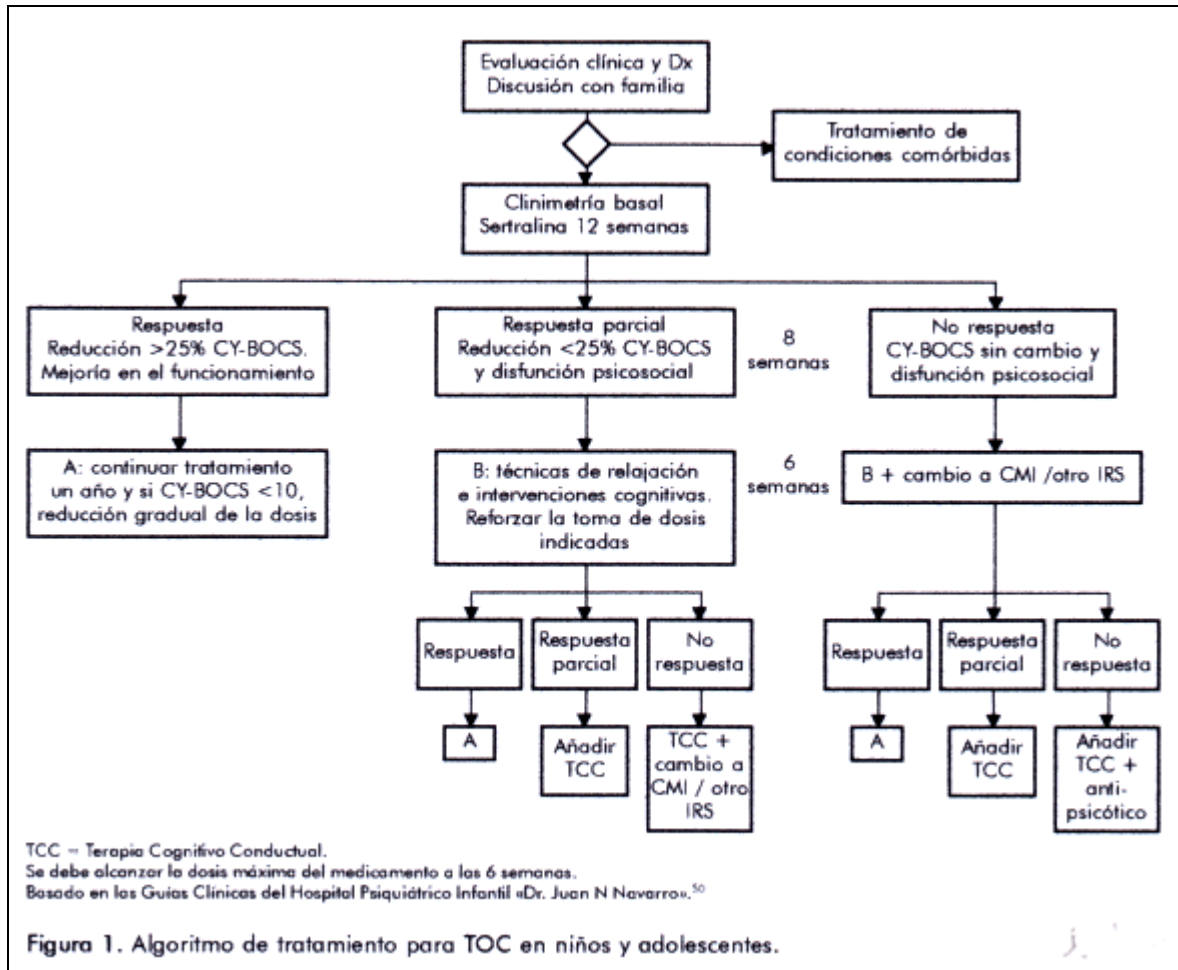 Evaluación clínica y Dx
Discusión con familia
Tratamiento de
condiciones comórbidas
Clinimetría basal
Sertralina 12 semanas
Respuesta
Reducción >25% CY-BOCS.
Mejoría en el funcionamiento
Respuesta parcial
Reducción <25% CY-BOCS
y disfunción psicosocial
8
semanas
No respuesta
CY-BOCS sin cambio y
disfunción psicosocial
A: continuar tratamiento
un año y si CY-BOCS <10,
reducción gradual de la dosis
B: técnicas de relajación
e intervenciones cognitivas.
Reforzar la toma de dosis
indicadas
6
semanas
B + cambio a CMI /otro IRS
Respuesta
Respuesta
parcial
No
respuesta
Respuesta
Respuesta
parcial
No
respuesta
A
Añadir
TCC
TCC +
cambio a
CMI / otro
IRS
A
Añadir
TCC
Añadir
TCC +
anti-
psicótico
TCC = Terapia Cognitivo Conductual.
Se debe alcanzar la dosis máxima del medicamento a las 6 semanas.
Basado en las Guías Clínicas del Hospital Psiquiátrico Infantil «Dr. Juan N Navarro».50
Figura 1. Algoritmo de tratamiento para TOC en niños y adolescentes.